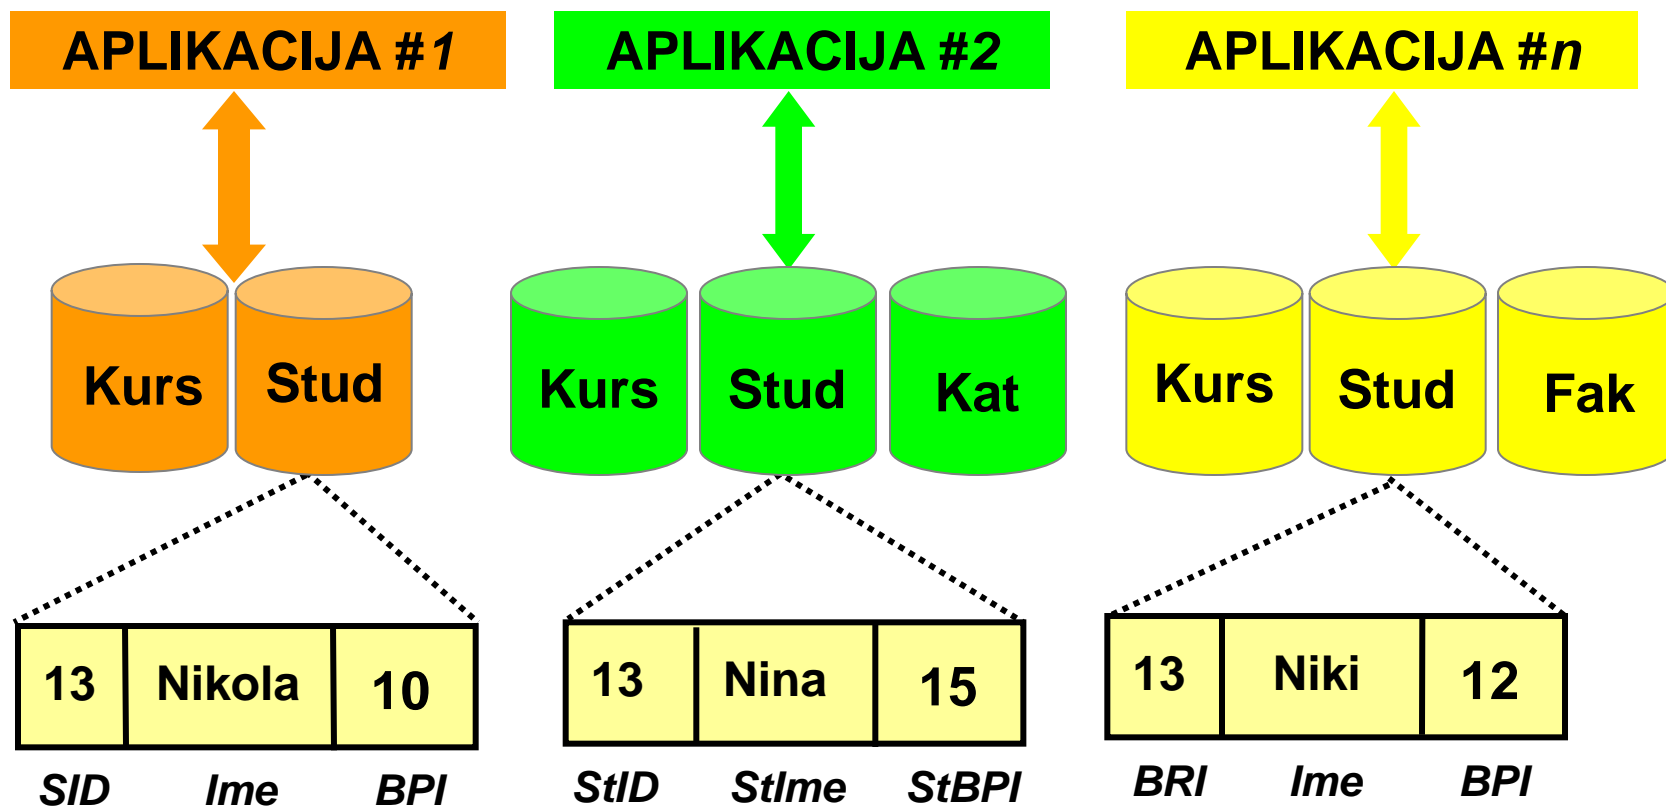 APLIKACIJA #1
APLIKACIJA #2
APLIKACIJA #n
Kurs
Stud
Kurs
Stud
Kat
Kurs
Stud
Fak
13
Nikola
10
13
Nina
15
13
Niki
12
SID
Ime
BPI
StID
StIme
StBPI
BRI
Ime
BPI